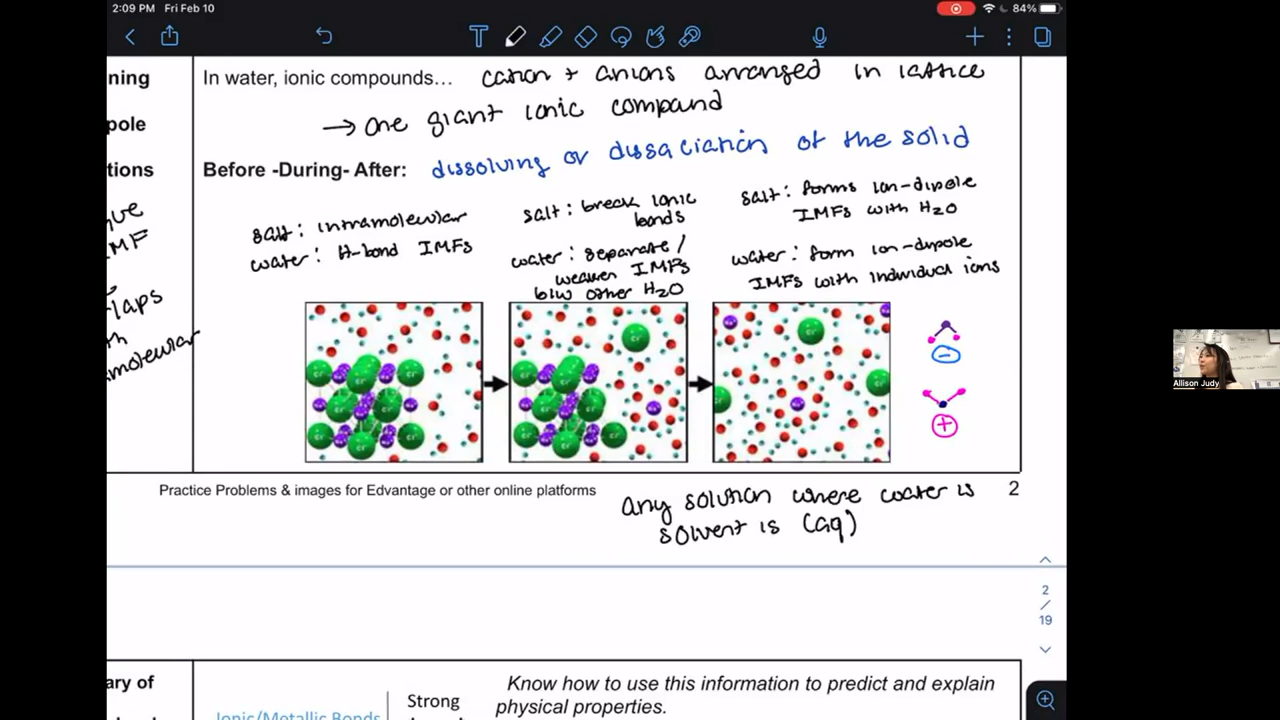 2:09 PM Fri Feb 10
84%
ning
In water, ionic compounds... cation + anions arranged in lattice
→ one giant ionic compound
pole
tions
Before -During- After: dissolving or dissaciation of the solid
salt: intramolecular
water: H-bond IMFs
salt: break ionic
bonds
water: separate/
weaken IMFs
b/w other H2O
salt: forms ion-dipole
IMFs with H2O
water: form ion-dipole
IMFs with individual ions
MF
laps
molecular
−
+
Allison Judy
Practice Problems & images for Edvantage or other online platforms
2
any solution where water is
solvent is (aq)
2
/
19
ary of
Ionic/Metallic Bonds
Strong
Know how to use this information to predict and explain
physical properties.